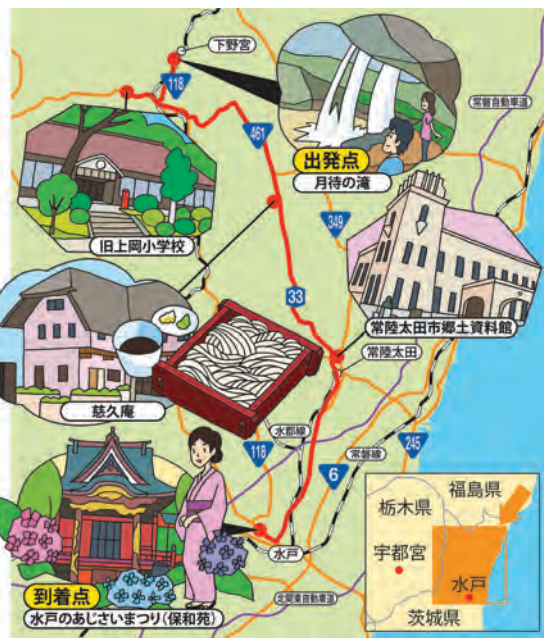 下野宮
118
常磐自動車道
461
出発点
月待の滝
旧上岡小学校
349
33
常陸太田市郷土資料館
常陸太田
慈久庵
水郡線
118
常磐線
245
6
水戸
到着点
水戸のあじさいまつり(保和苑)
北関東自動車道
福島県
栃木県
宇都宮
水戸
茨城県